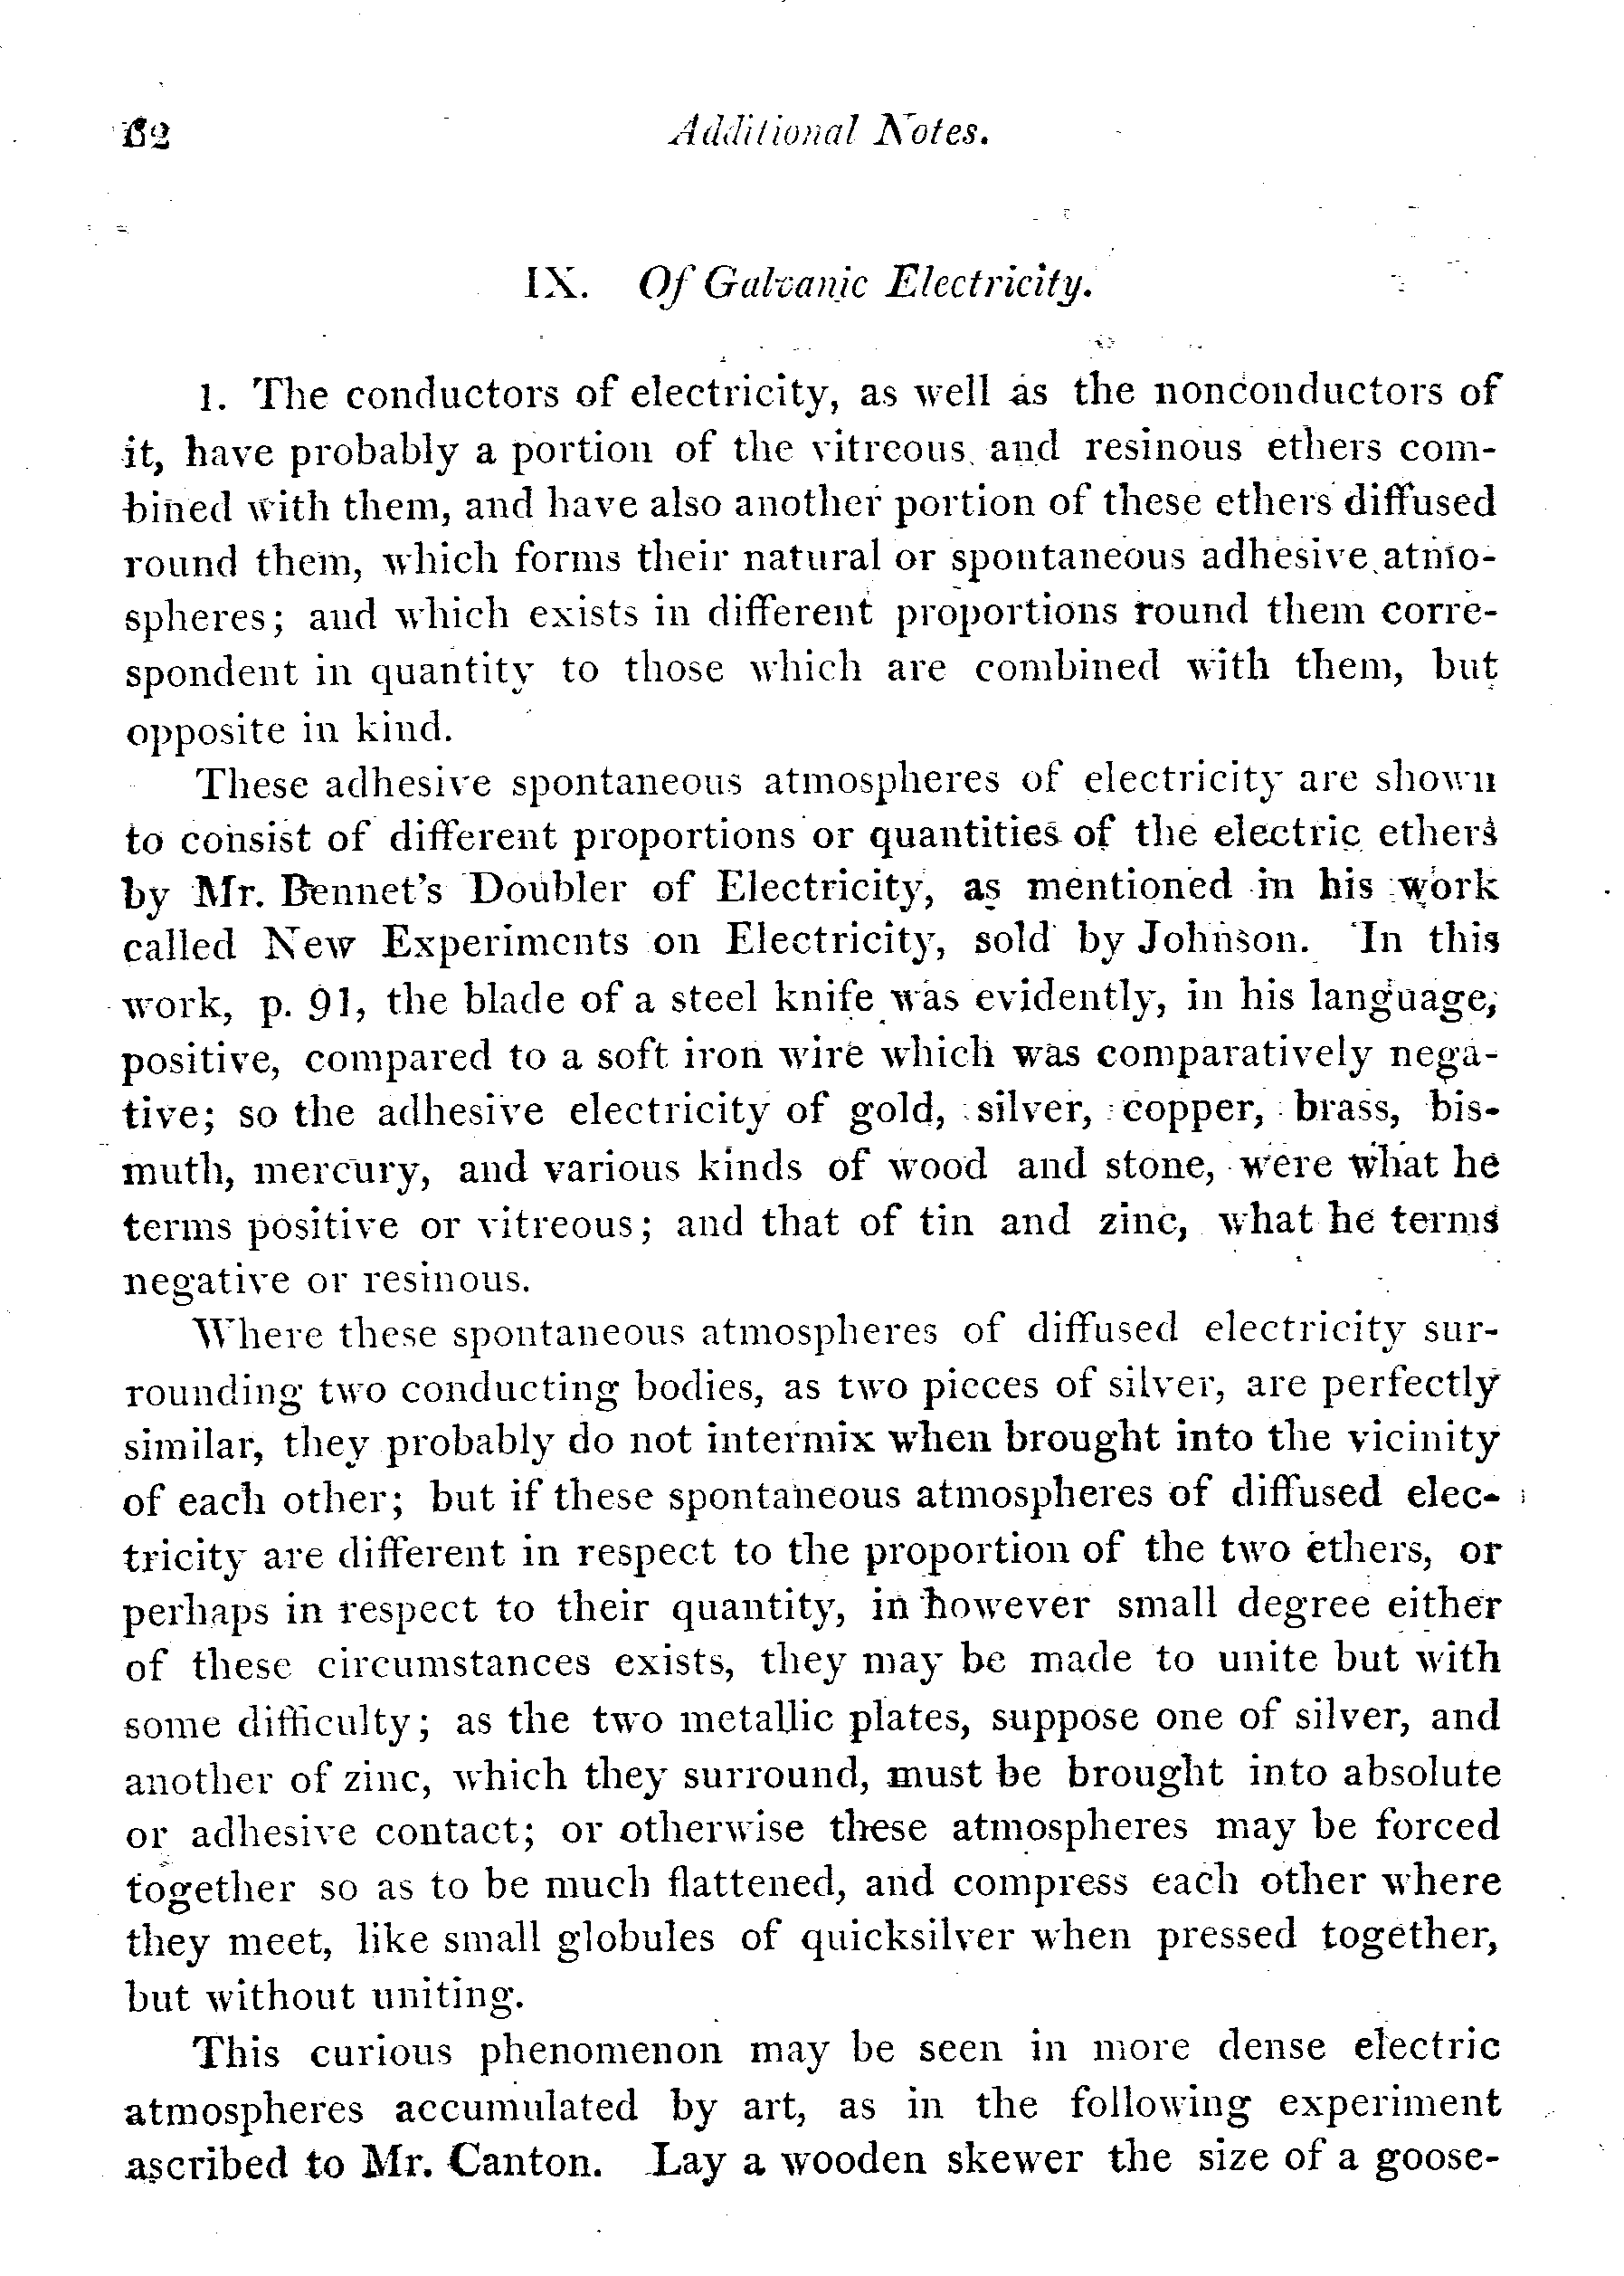 62 Additional Notes.
IX. Of Galvanic Electricity.
1. The conductors of electricity, as well as the nonconductors of
it, have probably a portion of the vitreous and resinous ethers com-
bined with them, and have also another portion of these ethers diffused
round them, which forms their natural or spontaneous adhesive atmo-
spheres; and which exists in different proportions round them corre-
spondent in quantity to those which are combined with them, but
opposite in kind.
These adhesive spontaneous atmospheres of electricity are shown
to consist of different proportions or quantities of the electric ethers
by Mr. Bennet's Doubler of Electricity, as mentioned in his work
called New Experiments on Electricity, sold by Johnson. In this
work, p. 91, the blade of a steel knife was evidently, in his language,
positive, compared to a soft iron wire which was comparatively nega-
tive; so the adhesive electricity of gold, silver, copper, brass, bis-
muth, mercury, and various kinds of wood and stone, were what he
terms positive or vitreous; and that of tin and zinc, what he terms
negative or resinous.
Where these spontaneous atmospheres of diffused electricity sur-
rounding two conducting bodies, as two pieces of silver, are perfectly
similar, they probably do not intermix when brought into the vicinity
of each other; but if these spontaneous atmospheres of diffused elec-
tricity are different in respect to the proportion of the two ethers, or
perhaps in respect to their quantity, in however small degree either
of these circumstances exists, they may be made to unite but with
some difficulty; as the two metallic plates, suppose one of silver, and
another of zinc, which they surround, must be brought into absolute
or adhesive contact; or otherwise these atmospheres may be forced
together so as to be much flattened, and compress each other where
they meet, like small globules of quicksilver when pressed together,
but without uniting.
This curious phenomenon may be seen in more dense electric
atmospheres accumulated by art, as in the following experiment
ascribed to Mr. Canton. Lay a wooden skewer the size of a goose-